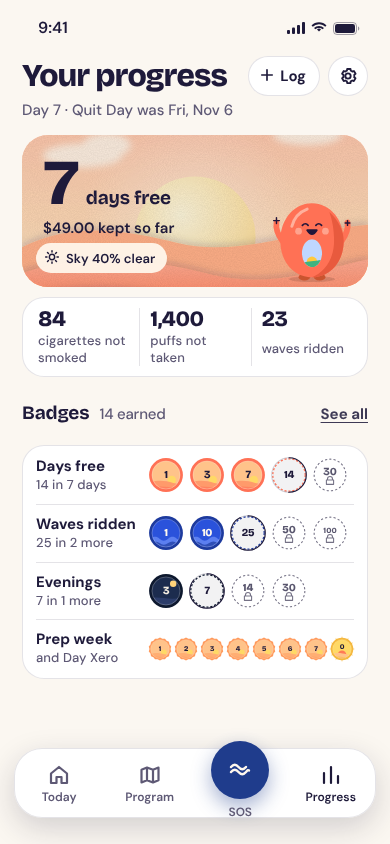 9:41
Your progress
+ Log
Day 7 · Quit Day was Fri, Nov 6
7 days free
$49.00 kept so far
Sky 40% clear
84
cigarettes not
smoked
1,400
puffs not
taken
23
waves ridden
Badges 14 earned
See all
Days free
14 in 7 days
1 3 7 14 30
Waves ridden
25 in 2 more
1 10 25 50 100
Evenings
7 in 1 more
3 7 14 30
Prep week
and Day Xero
1 2 3 4 5 6 7 0
Today
Program
SOS
Progress